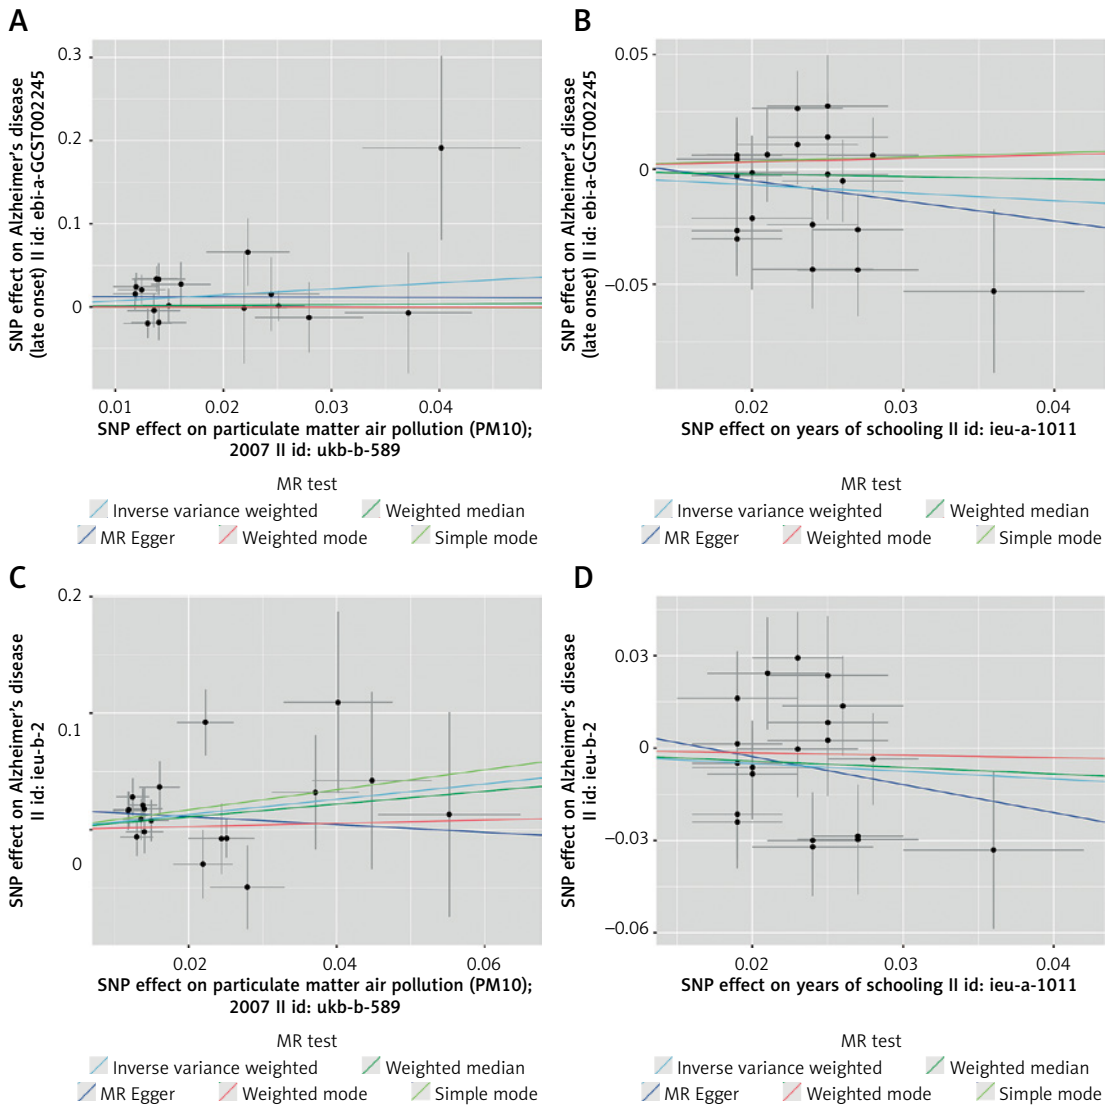 A
SNP effect on Alzheimer's disease
(late onset) II id: ebi-a-GCST002245
0.3
0.2
0.1
0
0.01 0.02 0.03 0.04
SNP effect on particulate matter air pollution (PM10);
2007 II id: ukb-b-589
MR test
Inverse variance weighted Weighted median
MR Egger Weighted mode Simple mode
B
SNP effect on Alzheimer's disease
(late onset) II id: ebi-a-GCST002245
0.05
0
−0.05
0.02 0.03 0.04
SNP effect on years of schooling II id: ieu-a-1011
MR test
Inverse variance weighted Weighted median
MR Egger Weighted mode Simple mode
C
SNP effect on Alzheimer's disease
II id: ieu-b-2
0.2
0.1
0
0.02 0.04 0.06
SNP effect on particulate matter air pollution (PM10);
2007 II id: ukb-b-589
MR test
Inverse variance weighted Weighted median
MR Egger Weighted mode Simple mode
D
SNP effect on Alzheimer's disease
II id: ieu-b-2
0.03
0
−0.03
−0.06
0.02 0.03 0.04
SNP effect on years of schooling II id: ieu-a-1011
MR test
Inverse variance weighted Weighted median
MR Egger Weighted mode Simple mode